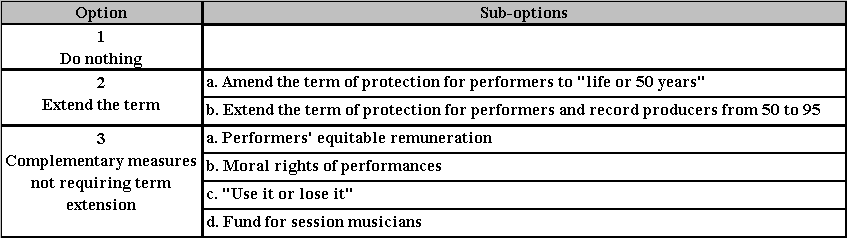 Option
Sub-options
1
Do nothing
2
Extend the term
a. Amend the term of protection for performers to "life or 50 years"
b. Extend the term of protection for performers and record producers from 50 to 95
3
Complementary measures
not requiring term
extension
a. Performers' equitable remuneration
b. Moral rights of performances
c. "Use it or lose it"
d. Fund for session musicians